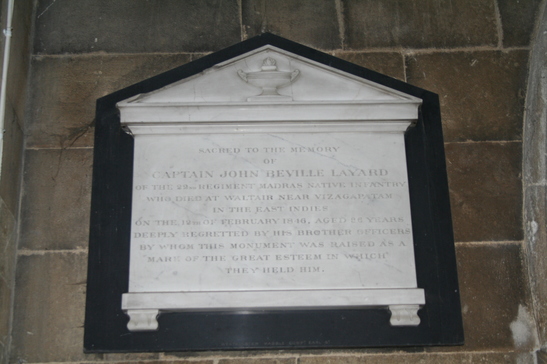 SACRED TO THE MEMORY
OF
CAPTAIN JOHN BEVILLE LAYARD
OF THE REGIMENT MADRAS NATIVE INFANTRY
WHO DIED AT WALTAIR NEAR VIZAGAPATAM
IN THE EAST INDIES
ON THE OF FEBRUARY 1846, AGED YEARS
DEEPLY REGRETTED BY HIS BROTHER OFFICERS
BY WHOM THIS MONUMENT WAS RAISED AS A
MARK OF THE GREAT ESTEEM IN WHICH
THEY HELD HIM.